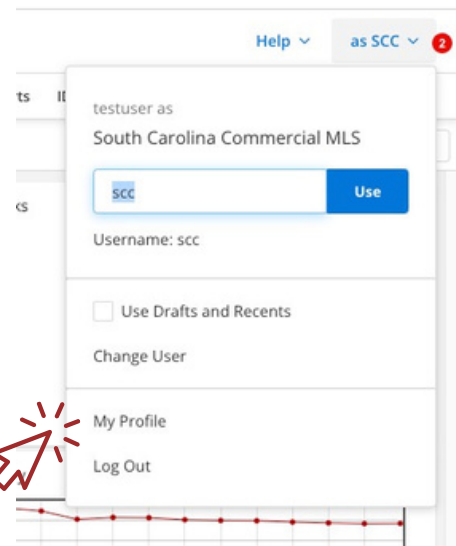 Help
as SCC
2
ts
testuser as
South Carolina Commercial MLS
scc
Use
ks
Username: scc
Use Drafts and Recents
Change User
My Profile
Log Out